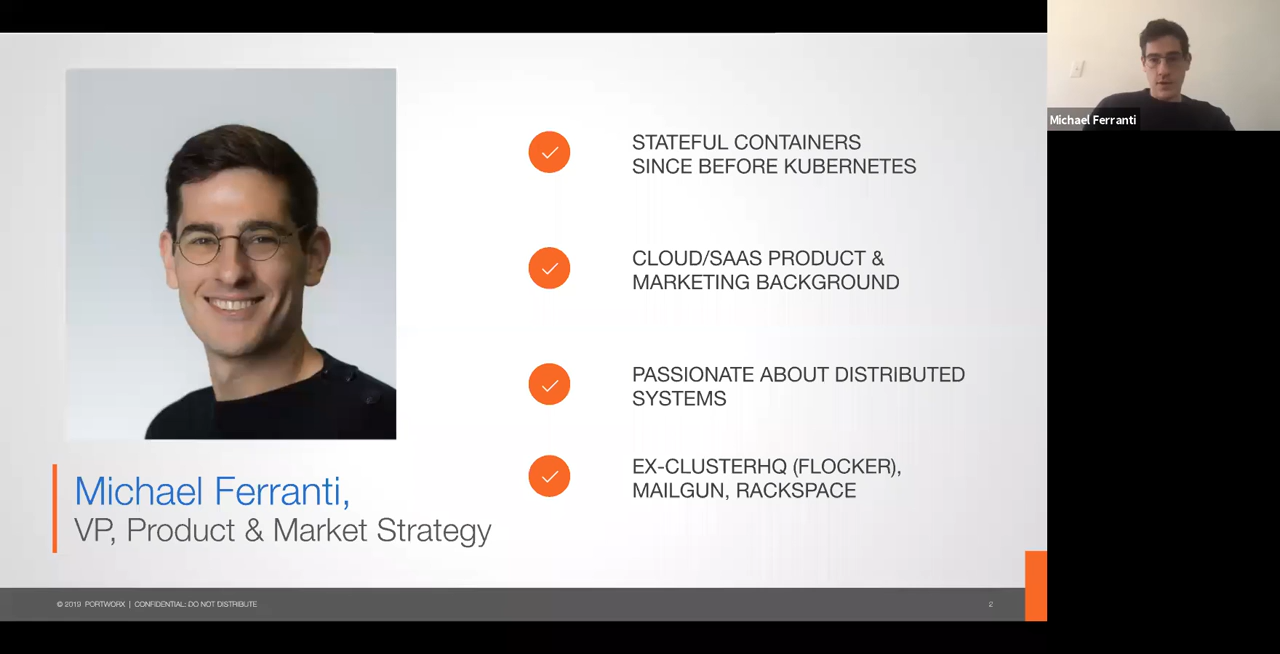 STATEFUL CONTAINERS
SINCE BEFORE KUBERNETES
CLOUD/SAAS PRODUCT &
MARKETING BACKGROUND
PASSIONATE ABOUT DISTRIBUTED
SYSTEMS
EX-CLUSTERHQ (FLOCKER),
MAILGUN, RACKSPACE
Michael Ferranti,
VP, Product & Market Strategy
© 2019 PORTWORX | CONFIDENTIAL: DO NOT DISTRIBUTE
2
Michael Ferranti